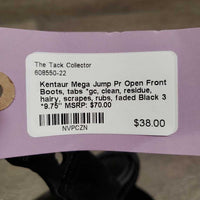 The Tack Collector
608550-22
Kentaur Mega Jump Pr Open Front
Boots, tabs *gc, clean, residue,
hairy, scrapes, rubs, faded Black 3
*9.75" MSRP: $70.00
NVPCZN
$38.00